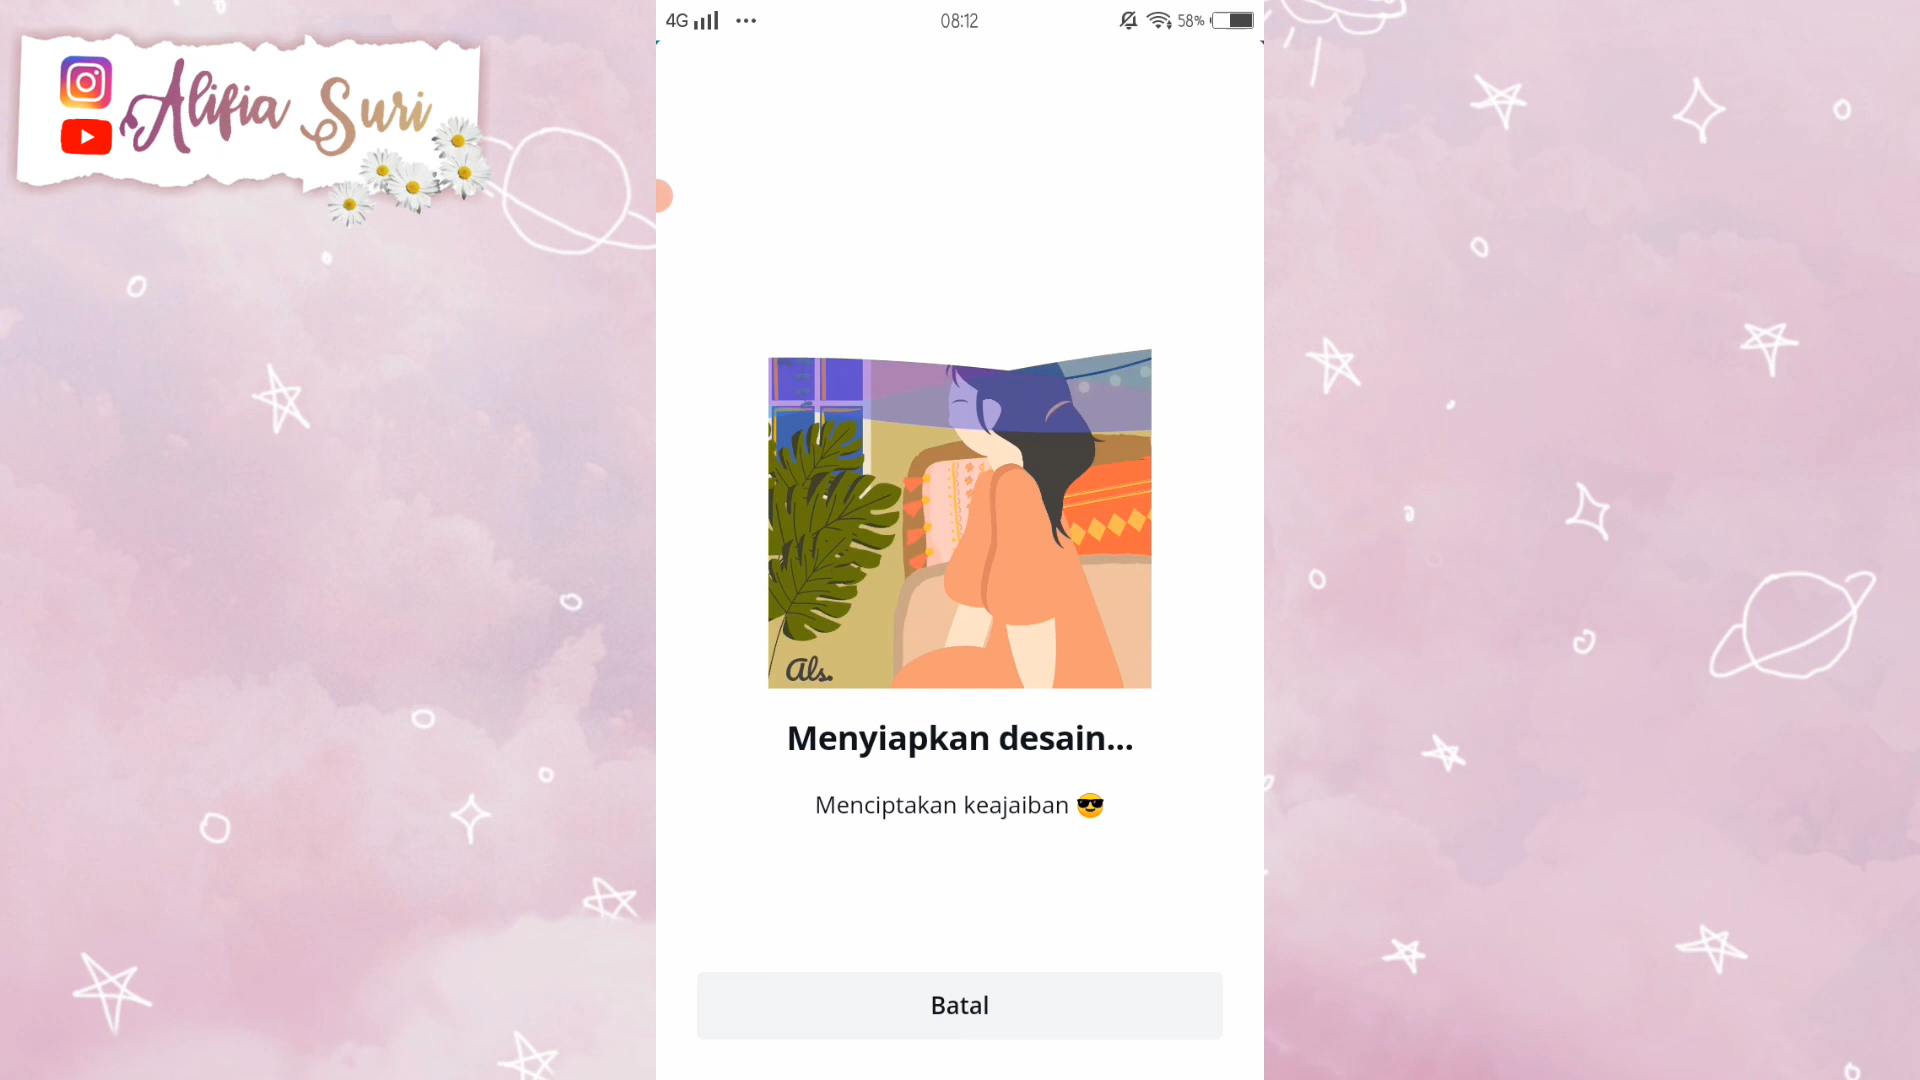 4G
08:12
58%
Alifia Suri
Als.
Menyiapkan desain...
Menciptakan keajaiban 😎
Batal